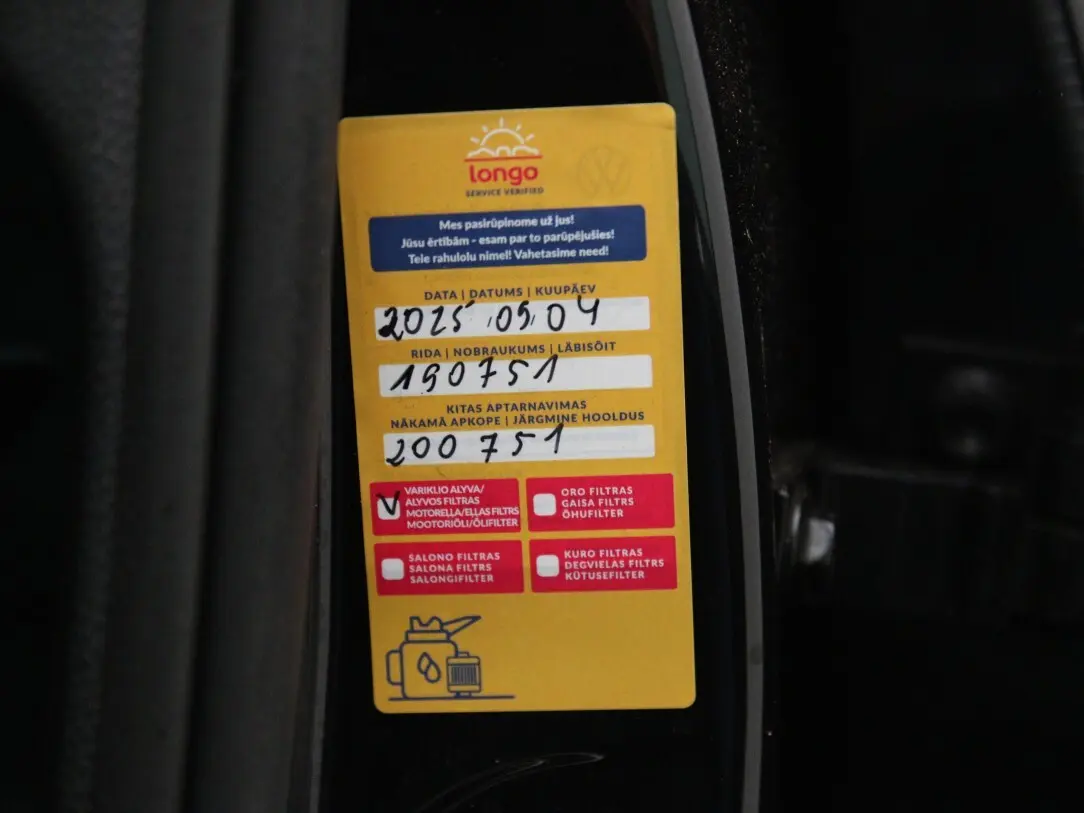 longo
SERVICE VERIFIED
Mes pasirūpinome už jus!
Jūsu ērtībām - esam par to parūpējušies!
Teie rahulolu nimel! Vahetasime need!
DATA | DATUMS | KUUPÄEV
2025.09.04
RIDA | NOBRAUKUMS | LÄBISÕIT
190751
KITAS APTARNAVIMAS
NĀKAMĀ APKOPE | JÄRGMINE HOOLDUS
200751
V
VARIKLIO ALYVA/
ALYVOS FILTRAS
MOTOREĻĻA/EĻĻAS FILTRS
MOOTORIÕLI/ÕLIFILTER
ORO FILTRAS
GAISA FILTRS
ÕHUFILTER
SALONO FILTRAS
SALONA FILTRS
SALONGIFILTER
KURO FILTRAS
DEGVIELAS FILTRS
KÜTUSEFILTER